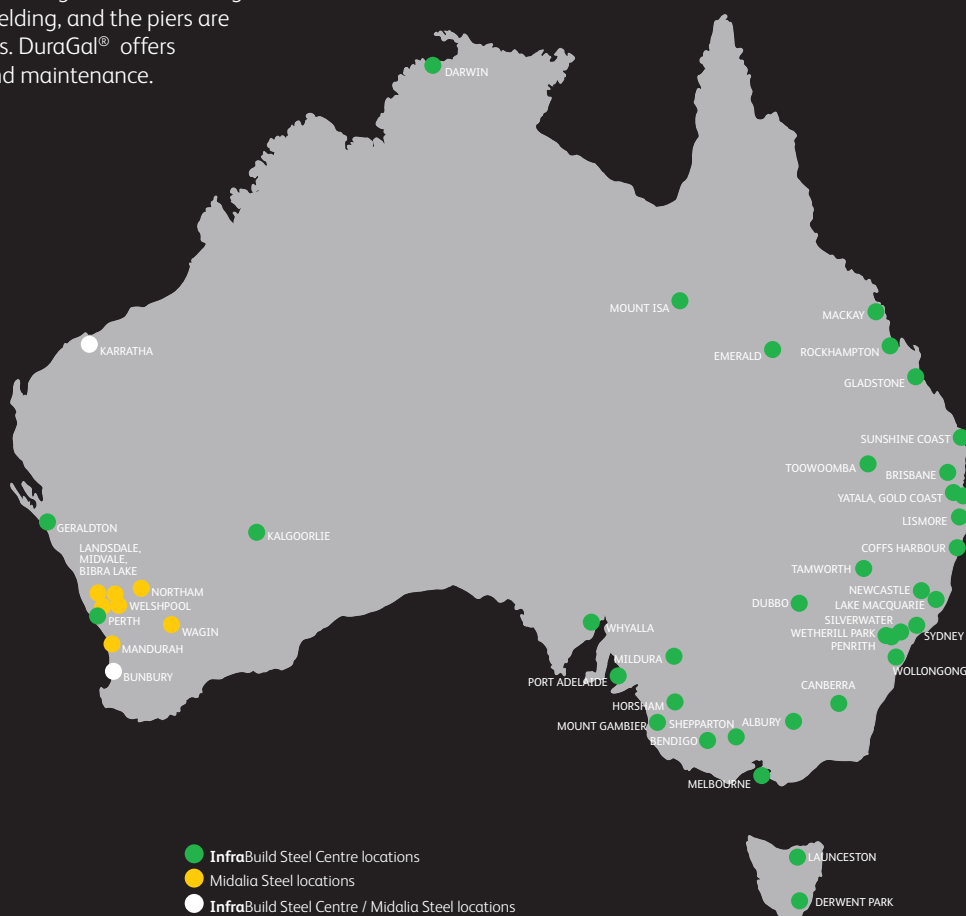 elding, and the piers are
s. DuraGal® offers
nd maintenance.
DARWIN
MOUNT ISA
MACKAY
KARRATHA
EMERALD
ROCKHAMPTON
GLADSTONE
SUNSHINE COAST
TOOWOOMBA
BRISBANE
YATALA, GOLD COAST
LISMORE
GERALDTON
KALGOORLIE
COFFS HARBOUR
LANDSDALE,
MIDVALE,
BIBRA LAKE
TAMWORTH
NORTHAM
NEWCASTLE
WELSHPOOL
DUBBO
LAKE MACQUARIE
PERTH
SILVERWATER
WAGIN
WHYALLA
WETHERILL PARK
SYDNEY
PENRITH
MANDURAH
MILDURA
BUNBURY
WOLLONGONG
PORT ADELAIDE
CANBERRA
HORSHAM
MOUNT GAMBIER
SHEPPARTON
ALBURY
BENDIGO
MELBOURNE
InfraBuild Steel Centre locations
LAUNCESTON
Midalia Steel locations
DERWENT PARK
InfraBuild Steel Centre / Midalia Steel locations